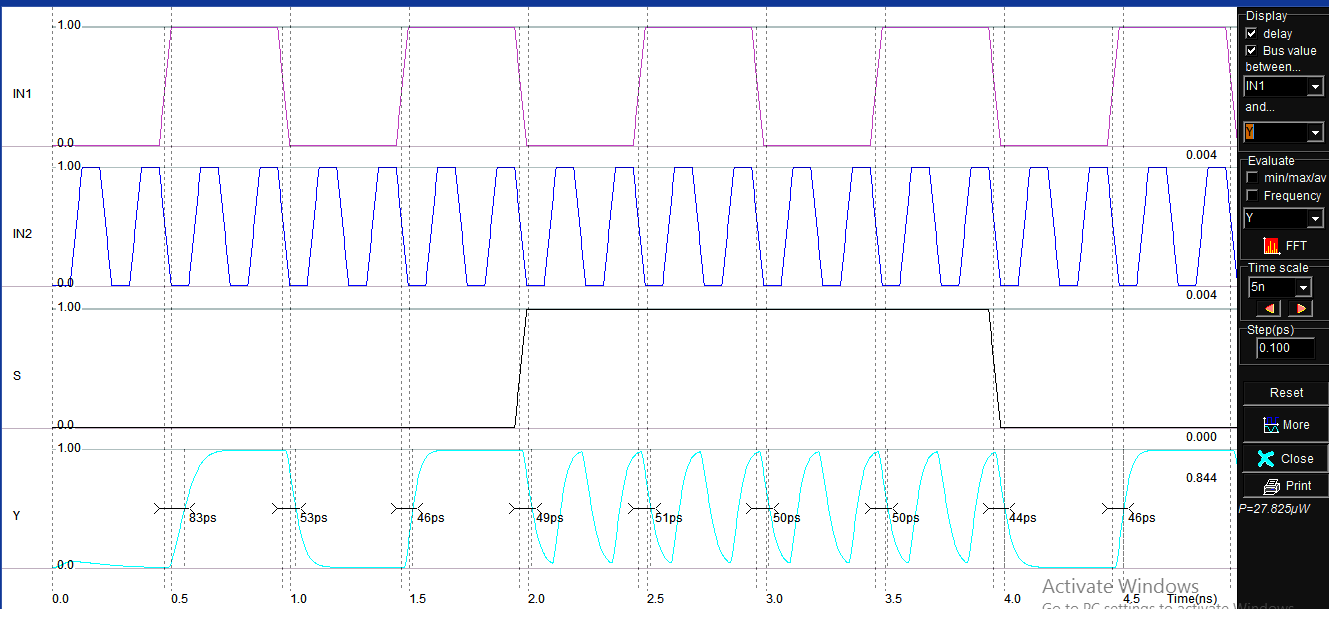 1.00
IN1
0.0
0.004
1.00
IN2
0.0
0.004
1.00
S
0.0
0.000
1.00
0.844
Y
83ps 53ps 46ps 49ps 51ps 50ps 50ps 44ps 46ps
0.0
0.0 0.5 1.0 1.5 2.0 2.5 3.0 3.5 4.0 4.5 Time(ns)
Activate Windows
Go to PC settings to activate Windows.
Display
delay
Bus value
between...
IN1
and...
Y
Evaluate
min/max/av
Frequency
Y
FFT
Time scale
5n
Step(ps)
0.100
Reset
More
Close
Print
P=27.825µW